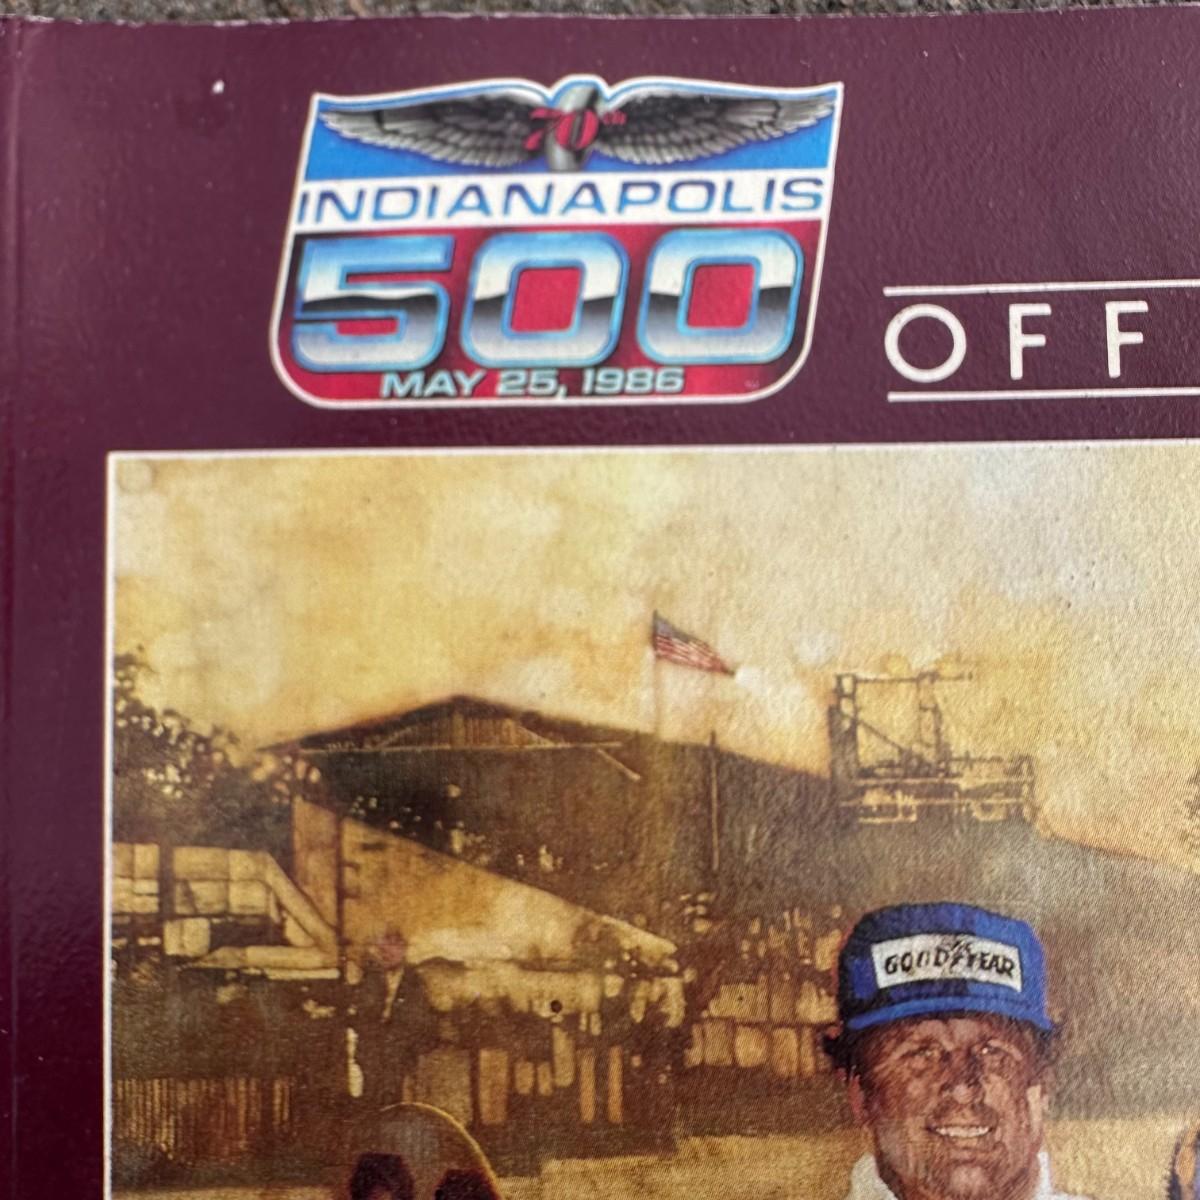 70th
INDIANAPOLIS
500
MAY 25, 1986
OFF
GOODYEAR